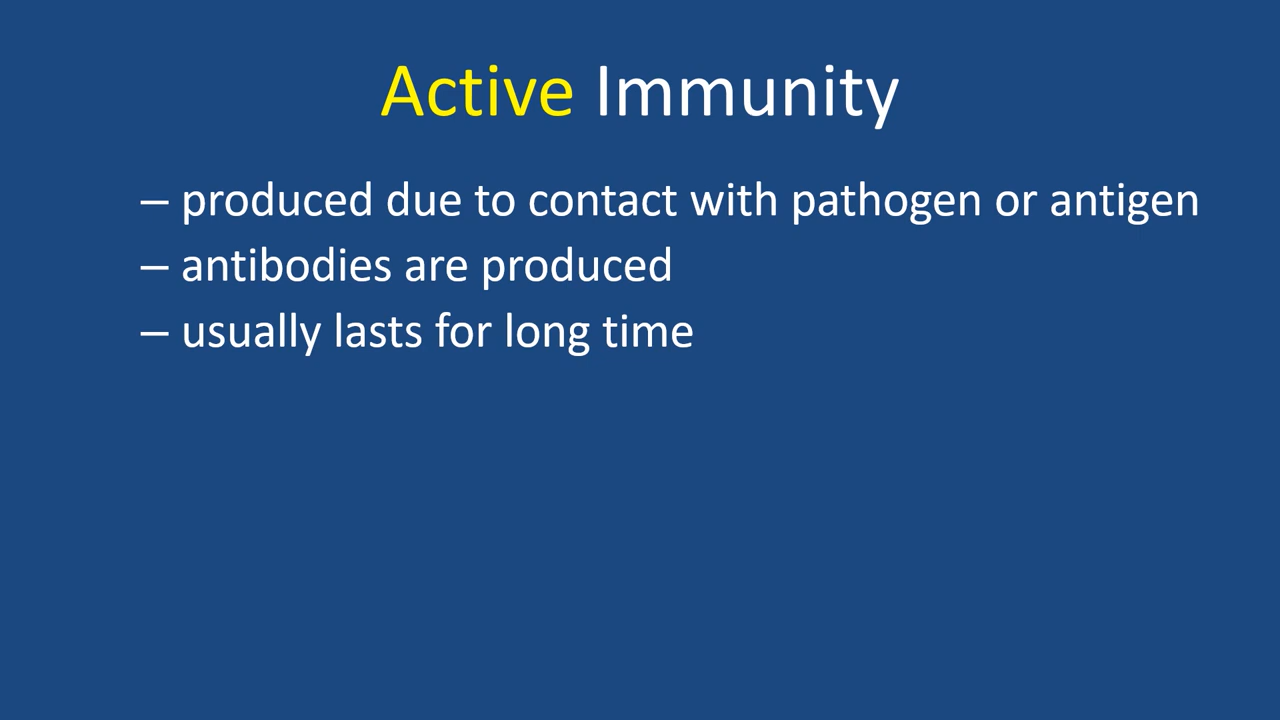 Active Immunity
– produced due to contact with pathogen or antigen
– antibodies are produced
– usually lasts for long time